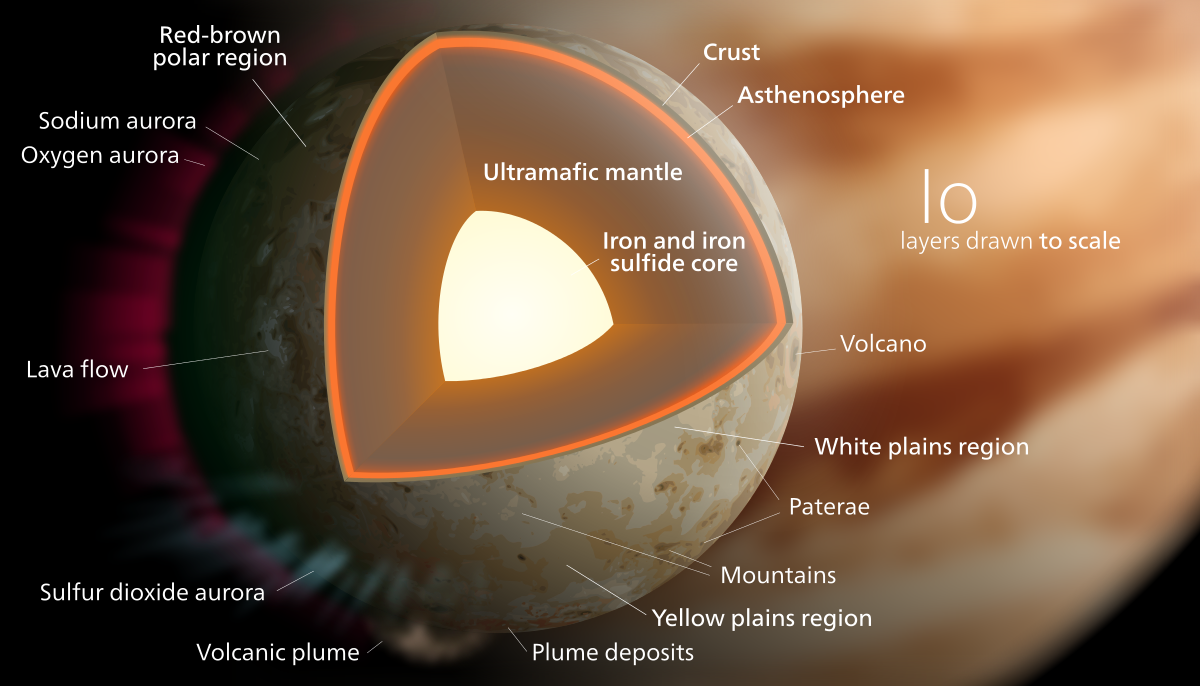 Red-brown
polar region
Crust
Asthenosphere
Sodium aurora
Oxygen aurora
Ultramafic mantle
Io
layers drawn to scale
Iron and iron
sulfide core
Volcano
Lava flow
White plains region
Paterae
Mountains
Sulfur dioxide aurora
Yellow plains region
Volcanic plume
Plume deposits